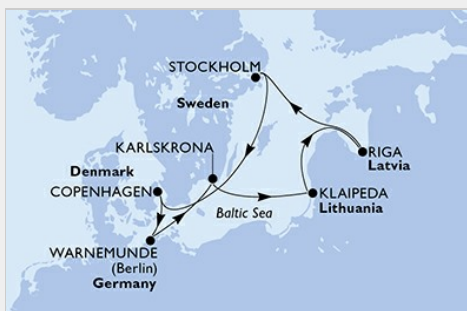 STOCKHOLM
Sweden
KARLSKRONA
Denmark
COPENHAGEN
RIGA
Latvia
KLAIPEDA
Lithuania
Baltic Sea
WARNEMUNDE
(Berlin)
Germany